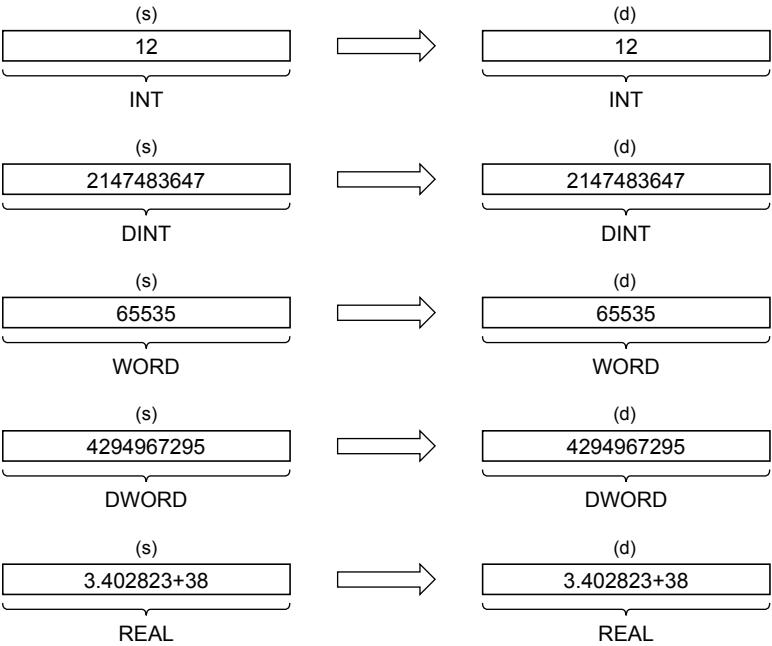 (s) (d)
12 12
INT INT
(s) (d)
2147483647 2147483647
DINT DINT
(s) (d)
65535 65535
WORD WORD
(s) (d)
4294967295 4294967295
DWORD DWORD
(s) (d)
3.402823+38 3.402823+38
REAL REAL